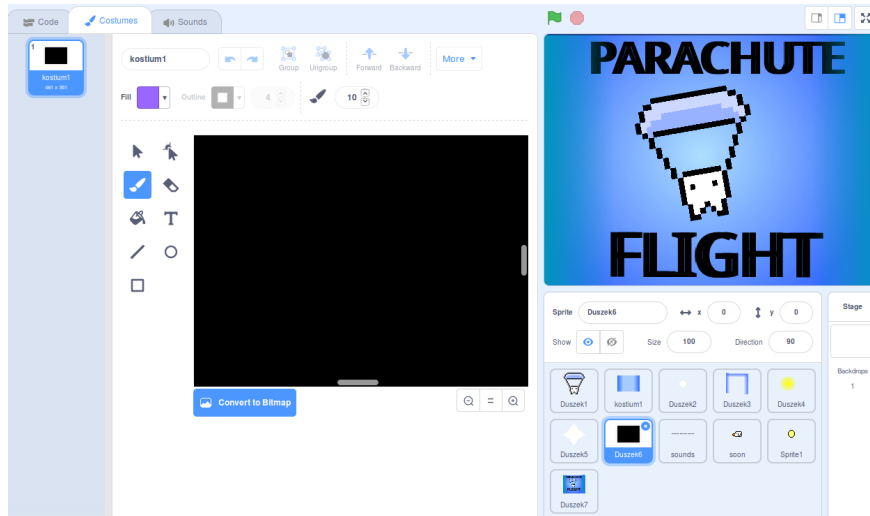 Code
Costumes
Sounds
1
kostium1
481 x 361
kostium1
Group
Ungroup
Forward
Backward
More
Fill
Outline
4
10
Convert to Bitmap
PARACHUTE
FLIGHT
Sprite
Duszek6
x
0
y
0
Show
Size
100
Direction
90
Duszek1
kostium1
Duszek2
Duszek3
Duszek4
Duszek5
Duszek6
sounds
soon
Sprite1
PARACHUTE
FLIGHT
Duszek7
Stage
Backdrops
1